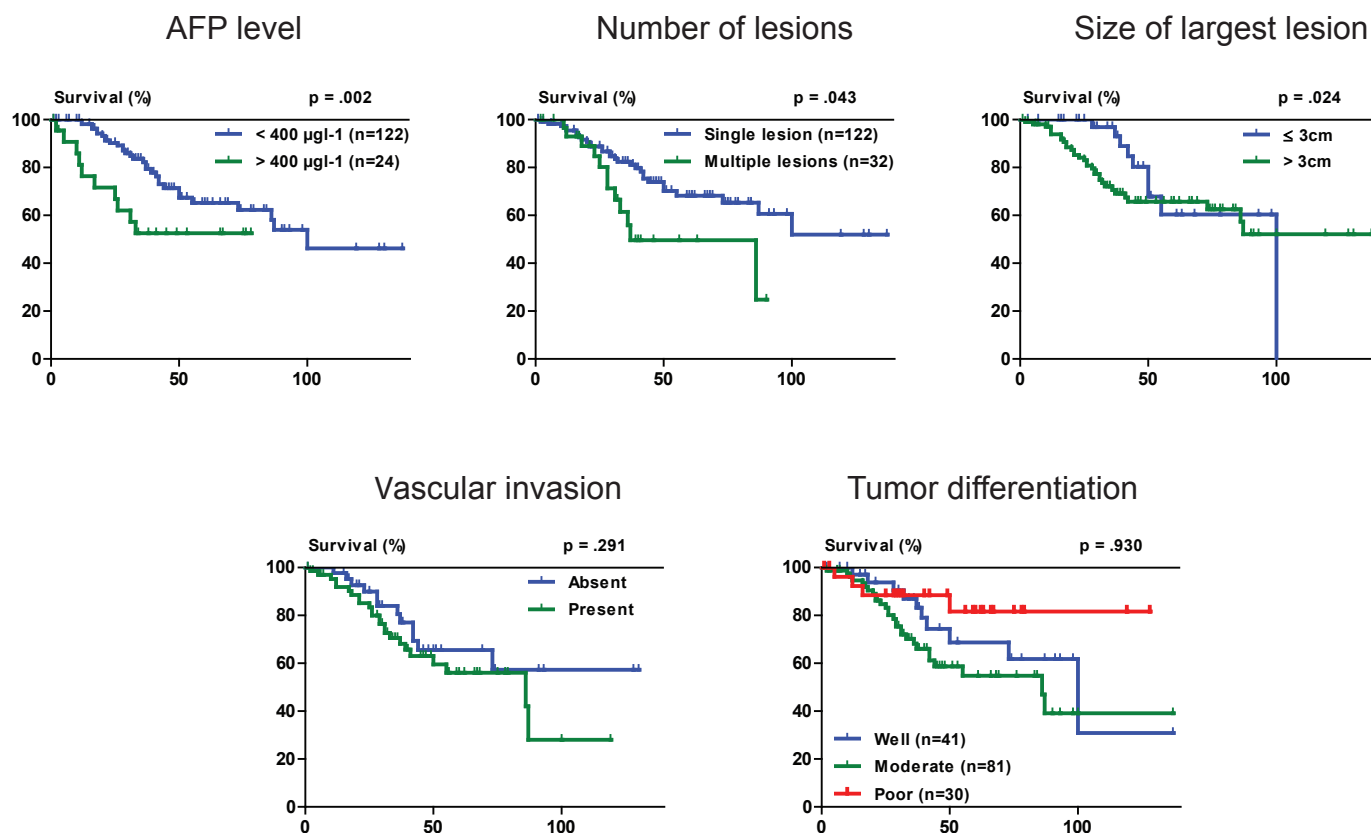 AFP level
Survival (%) p = .002
< 400 µgl-1 (n=122)
> 400 µgl-1 (n=24)
100
80
60
40
20
0
0 50 100
Number of lesions
Survival (%) p = .043
Single lesion (n=122)
Multiple lesions (n=32)
100
80
60
40
20
0
0 50 100
Size of largest lesion
Survival (%) p = .024
≤ 3cm
> 3cm
100
80
60
40
20
0
0 50 100
Vascular invasion
Survival (%) p = .291
Absent
Present
100
80
60
40
20
0
0 50 100
Tumor differentiation
Survival (%) p = .930
100
80
60
40
20
0
Well (n=41)
Moderate (n=81)
Poor (n=30)
0 50 100